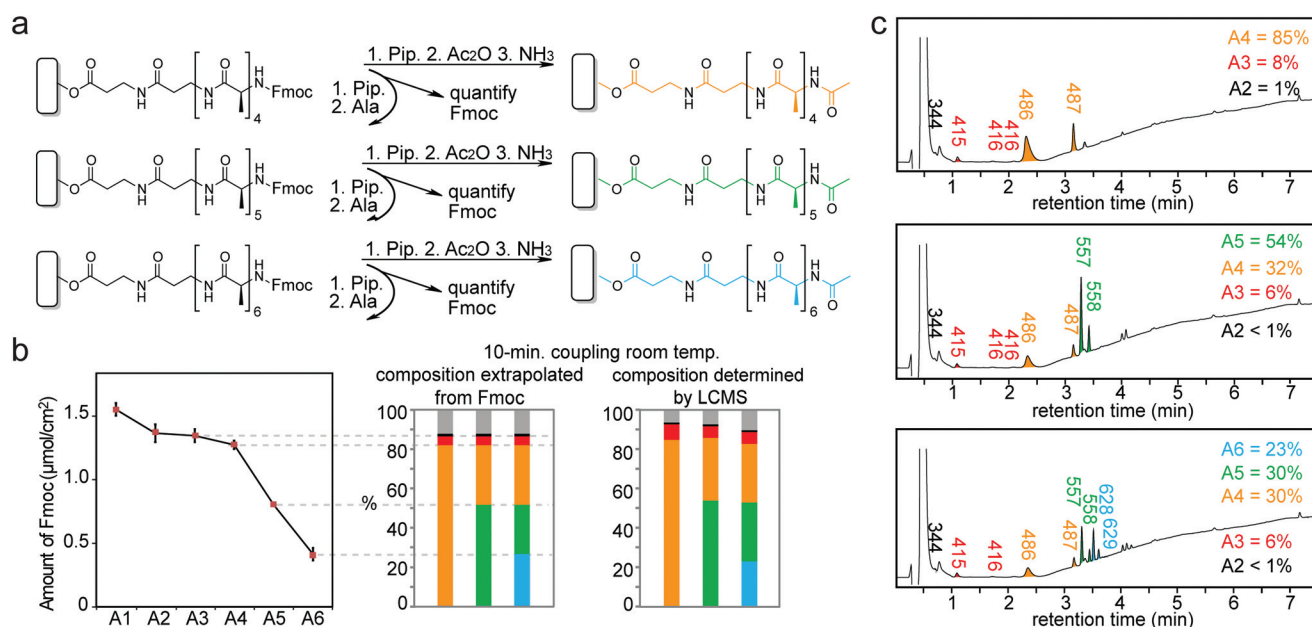 a
O
O
N
H
O
N
H
O
H
N
Fmoc
4
1. Pip. 2. Ac₂O 3. NH₃
1. Pip.
2. Ala
quantify
Fmoc
O
O
N
H
O
N
H
O
H
N
O
4
O
O
N
H
O
N
H
O
H
N
Fmoc
5
1. Pip. 2. Ac₂O 3. NH₃
1. Pip.
2. Ala
quantify
Fmoc
O
O
N
H
O
N
H
O
H
N
O
5
O
O
N
H
O
N
H
O
H
N
Fmoc
6
1. Pip. 2. Ac₂O 3. NH₃
1. Pip.
2. Ala
quantify
Fmoc
O
O
N
H
O
N
H
O
H
N
O
6
b
Amount of Fmoc (µmol/cm²)
1.5
1.0
0.5
0
A1 A2 A3 A4 A5 A6
%
10-min. coupling room temp.
composition extrapolated
from Fmoc
100
80
60
40
20
0
composition determined
by LCMS
100
80
60
40
20
0
c
A4 = 85%
A3 = 8%
A2 = 1%
344
415
416
416
486
487
1 2 3 4 5 6 7
retention time (min)
A5 = 54%
A4 = 32%
A3 = 6%
A2 < 1%
344
415
416
416
486
487
557
558
1 2 3 4 5 6 7
retention time (min)
A6 = 23%
A5 = 30%
A4 = 30%
A3 = 6%
A2 < 1%
344
415
416
486
487
557
558
628
629
1 2 3 4 5 6 7
retention time (min)